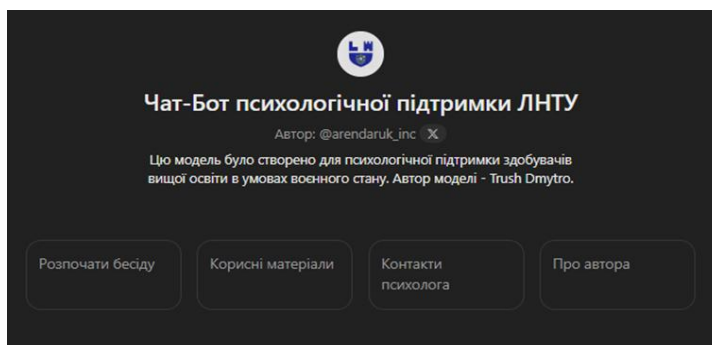 Чат-Бот психологічної підтримки ЛНТУ
Автор: @arendaruk_inc X
Цю модель було створено для психологічної підтримки здобувачів
вищої освіти в умовах воєнного стану. Автор моделі - Trush Dmytro.
Розпочати бесіду
Корисні матеріали
Контакти
психолога
Про автора